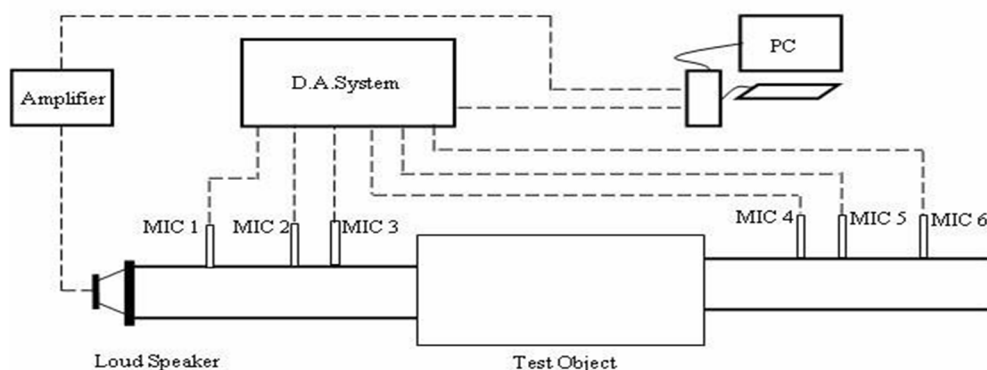 PC
D.A.System
Amplifier
MIC 1
MIC 2
MIC 3
MIC 4
MIC 5
MIC 6
Loud Speaker
Test Object